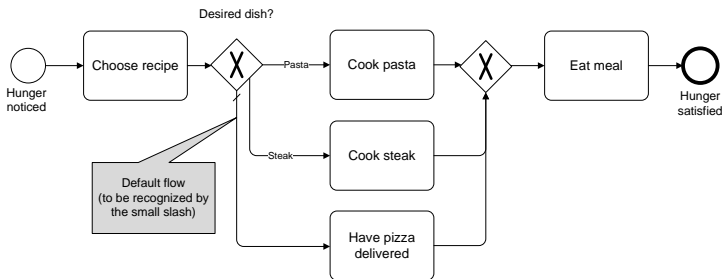 Desired dish?
Hunger
noticed
Choose recipe
X
Pasta
Cook pasta
X
Eat meal
Hunger
satisfied
Steak
Cook steak
Default flow
(to be recognized by
the small slash)
Have pizza
delivered